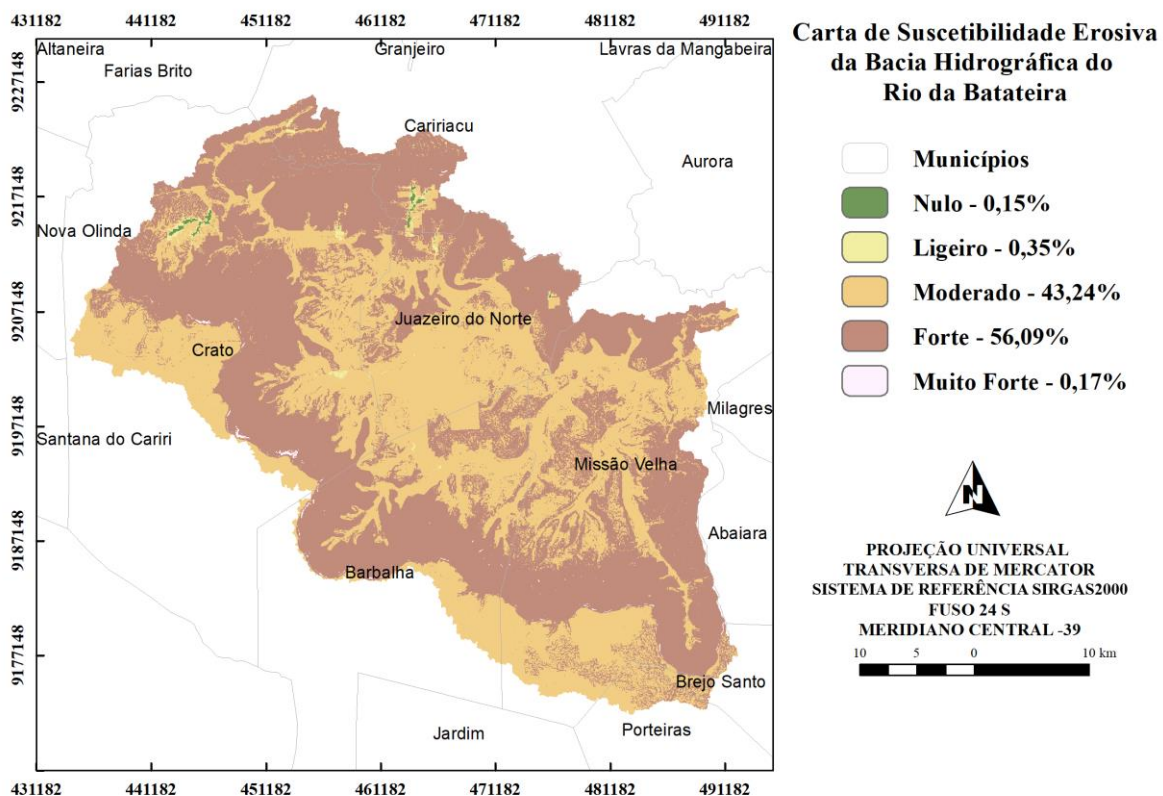 431182 441182 451182 461182 471182 481182 491182
Altaneira
Granjeiro
Lavras da Mangabeira
Farias Brito
9227148
Caririacu
Aurora
9217148
Nova Olinda
9207148
Juazeiro do Norte
Crato
Milagres
9197148
Santana do Cariri
Missão Velha
Abaiara
9187148
Barbalha
9177148
Brejo Santo
Jardim
Porteiras
431182 441182 451182 461182 471182 481182 491182
Carta de Suscetibilidade Erosiva
da Bacia Hidrográfica do
Rio da Batateira
Municípios
Nulo - 0,15%
Ligeiro - 0,35%
Moderado - 43,24%
Forte - 56,09%
Muito Forte - 0,17%
N
PROJEÇÃO UNIVERSAL
TRANSVERSA DE MERCATOR
SISTEMA DE REFERÊNCIA SIRGAS2000
FUSO 24 S
MERIDIANO CENTRAL -39
10 5 0 10 km